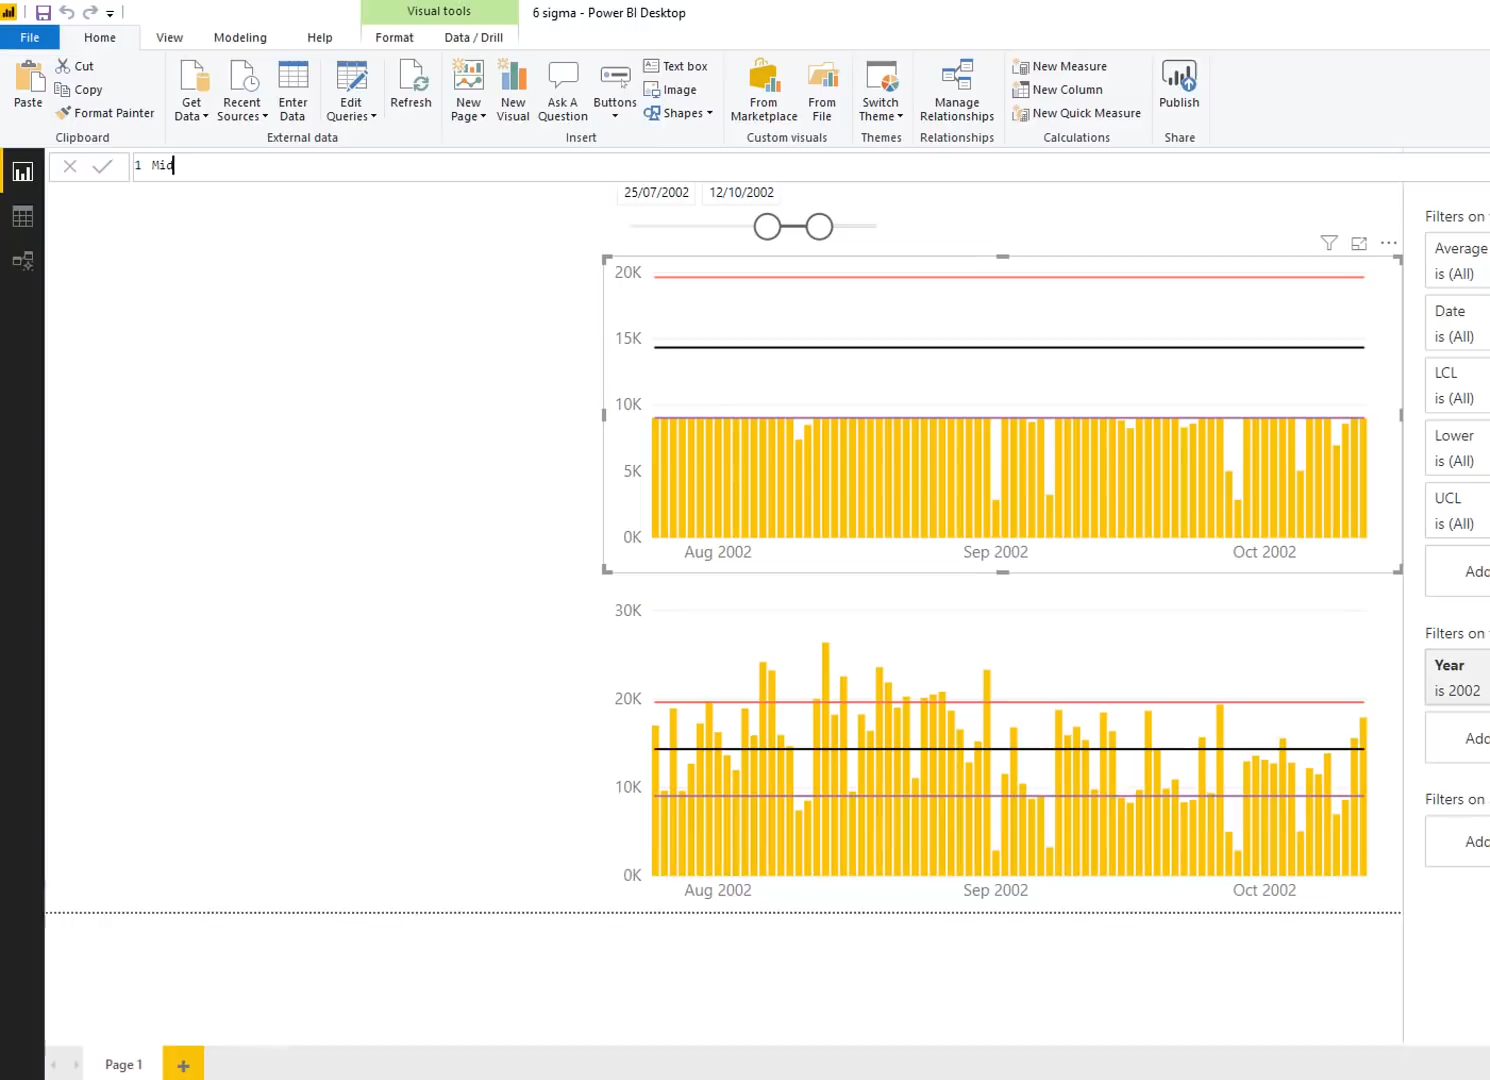 Visual tools
6 sigma - Power BI Desktop
File
Home
View
Modeling
Help
Format
Data / Drill
Paste
Cut
Copy
Format Painter
Clipboard
Get Data
Recent Sources
Enter Data
Edit Queries
External data
Refresh
New Page
New Visual
Ask A Question
Buttons
Text box
Image
Shapes
Insert
From Marketplace
From File
Custom visuals
Switch Theme
Themes
Manage Relationships
Relationships
New Measure
New Column
New Quick Measure
Calculations
Publish
Share
1 Mid
25/07/2002
12/10/2002
20K
15K
10K
5K
0K
Aug 2002
Sep 2002
Oct 2002
30K
20K
10K
0K
Aug 2002
Sep 2002
Oct 2002
Filters on
Average
is (All)
Date
is (All)
LCL
is (All)
Lower
is (All)
UCL
is (All)
Filters on
Year
is 2002
Filters on
Page 1